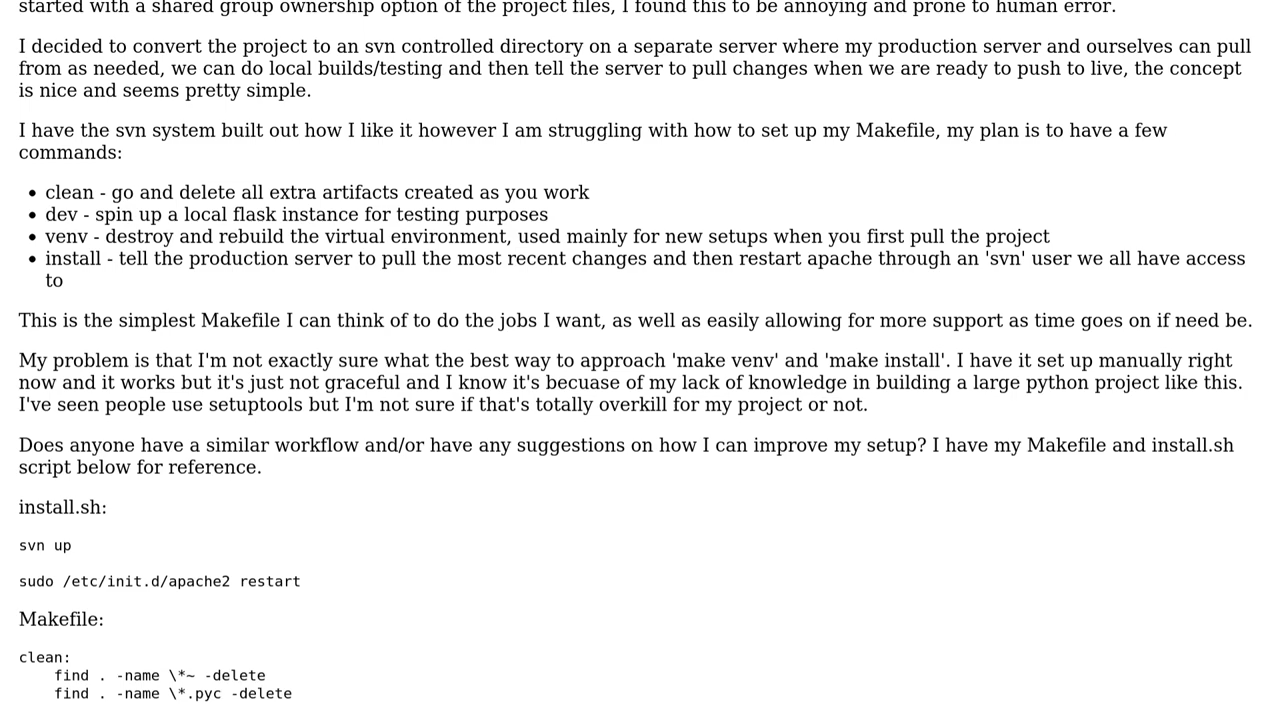 started with a shared group ownership option of the project files, I found this to be annoying and prone to human error.
I decided to convert the project to an svn controlled directory on a separate server where my production server and ourselves can pull
from as needed, we can do local builds/testing and then tell the server to pull changes when we are ready to push to live, the concept
is nice and seems pretty simple.
I have the svn system built out how I like it however I am struggling with how to set up my Makefile, my plan is to have a few
commands:
• clean - go and delete all extra artifacts created as you work
• dev - spin up a local flask instance for testing purposes
• venv - destroy and rebuild the virtual environment, used mainly for new setups when you first pull the project
• install - tell the production server to pull the most recent changes and then restart apache through an 'svn' user we all have access
to
This is the simplest Makefile I can think of to do the jobs I want, as well as easily allowing for more support as time goes on if need be.
My problem is that I'm not exactly sure what the best way to approach 'make venv' and 'make install'. I have it set up manually right
now and it works but it's just not graceful and I know it's becuase of my lack of knowledge in building a large python project like this.
I've seen people use setuptools but I'm not sure if that's totally overkill for my project or not.
Does anyone have a similar workflow and/or have any suggestions on how I can improve my setup? I have my Makefile and install.sh
script below for reference.
install.sh:
svn up
sudo /etc/init.d/apache2 restart
Makefile:
clean:
    find . -name \*~ -delete
    find . -name \*.pyc -delete